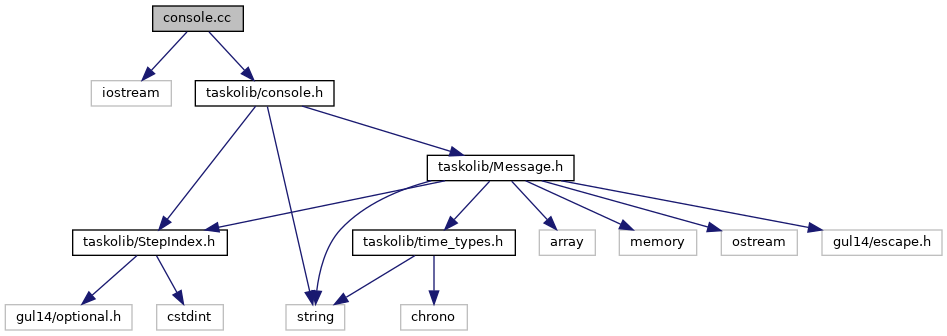 console.cc
iostream
taskolib/console.h
taskolib/Message.h
taskolib/StepIndex.h
taskolib/time_types.h
array
memory
ostream
gul14/escape.h
gul14/optional.h
cstdint
string
chrono